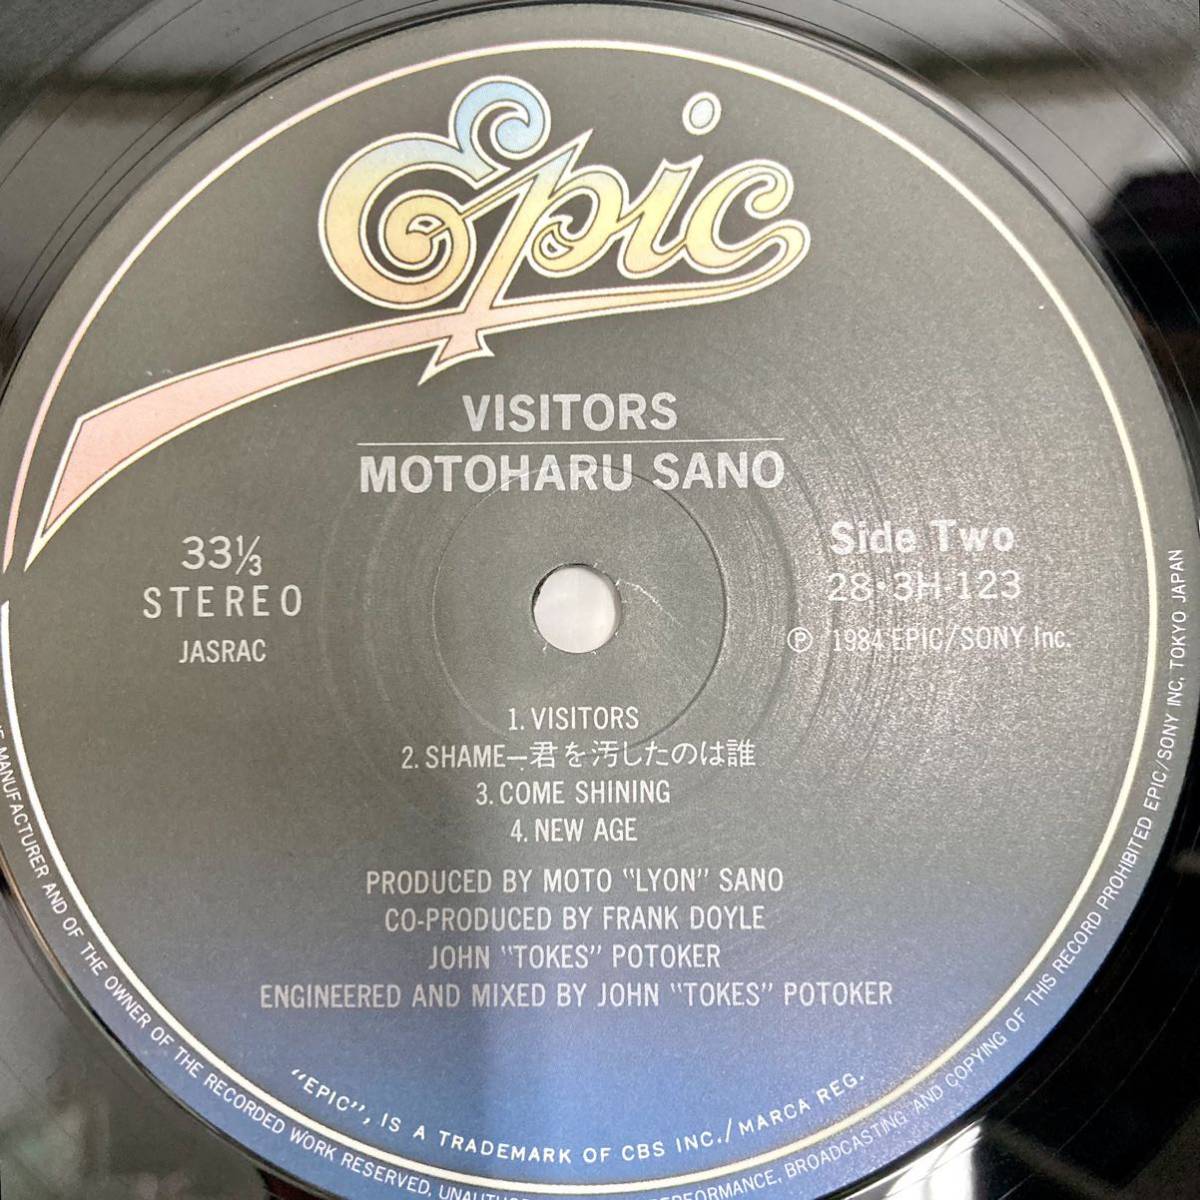 Epic
VISITORS
MOTOHARU SANO
33⅓
STEREO
JASRAC
Side Two
28・3H-123
Ⓟ 1984 EPIC/SONY Inc.
1. VISITORS
2. SHAME—君を汚したのは誰
3. COME SHINING
4. NEW AGE
PRODUCED BY MOTO "LYON" SANO
CO-PRODUCED BY FRANK DOYLE
JOHN "TOKES" POTOKER
ENGINEERED AND MIXED BY JOHN "TOKES" POTOKER
"EPIC", IS A TRADEMARK OF CBS INC./MARCA REG.
MANUFACTURER AND OF THE OWNER OF THE RECORDED WORK RESERVED, PERFORMANCE, BROADCASTING AND COPYING OF THIS RECORD PROHIBITED EPIC/SONY INC, TOKYO JAPAN